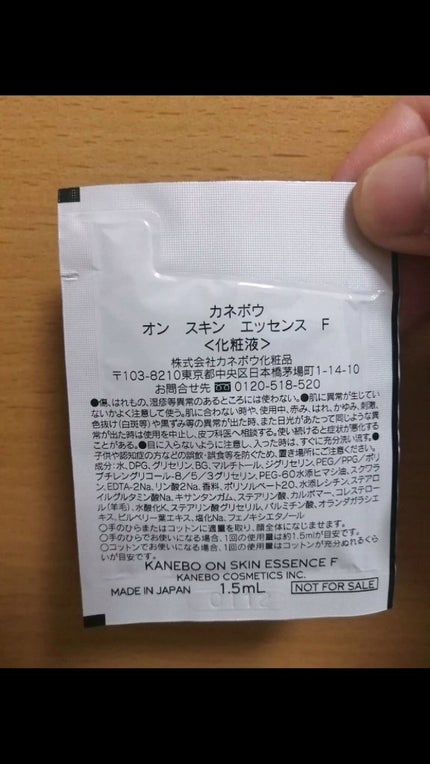 カネボウ
オン スキン エッセンス F
<化粧液>
株式会社カネボウ化粧品
〒103-8210東京都中央区日本橋茅場町1-14-10
お問合せ先 0120-518-520
●傷、はれもの、湿疹等異常のあるところには使わない。●肌に異常が生じてい
ないかよく注意して使う。肌に合わない時や、使用中、赤み、はれ、かゆみ、刺激、
色抜け(白斑等)や黒ずみ等の異常が出た時、また日光があたって同じような異
常が出た時は使用を中止し、皮フ科医へ相談する。使い続けると症状が悪化する
ことがある。●目に入らないように注意し、入った時は、すぐに充分洗い流す。●
子供や認知症の方などの誤飲・誤食等を防ぐため、置き場所にご注意ください。
成分:水、DPG、グリセリン、BG、マルチトール、ジグリセリン、PEG/PPG/ポリ
ブチレングリコール-8/5/3グリセリン、PEG-60水添ヒマシ油、スクワラ
ン、EDTA-2Na、リン酸2Na、香料、ポリソルベート20、水添レシチン、ステアロ
イルグルタミン酸Na、キサンタンガム、ステアリン酸、カルボマー、コレステロー
ル(羊毛)、水酸化K、ステアリン酸グリセリル、パルミチン酸、オランダガラシエ
キス、ビルベリー葉エキス、塩化Na、フェノキシエタノール
○手のひらまたはコットンに適量を取り、顔全体になじませます。
○手のひらでお使いになる場合、1回の使用量は約1.5mlが目安です。
○コットンでお使いになる場合、1回の使用量はコットンが充分ぬれるくら
いが目安です。
KANEBO ON SKIN ESSENCE F
KANEBO COSMETICS INC.
MADE IN JAPAN 1.5mL NOT FOR SALE